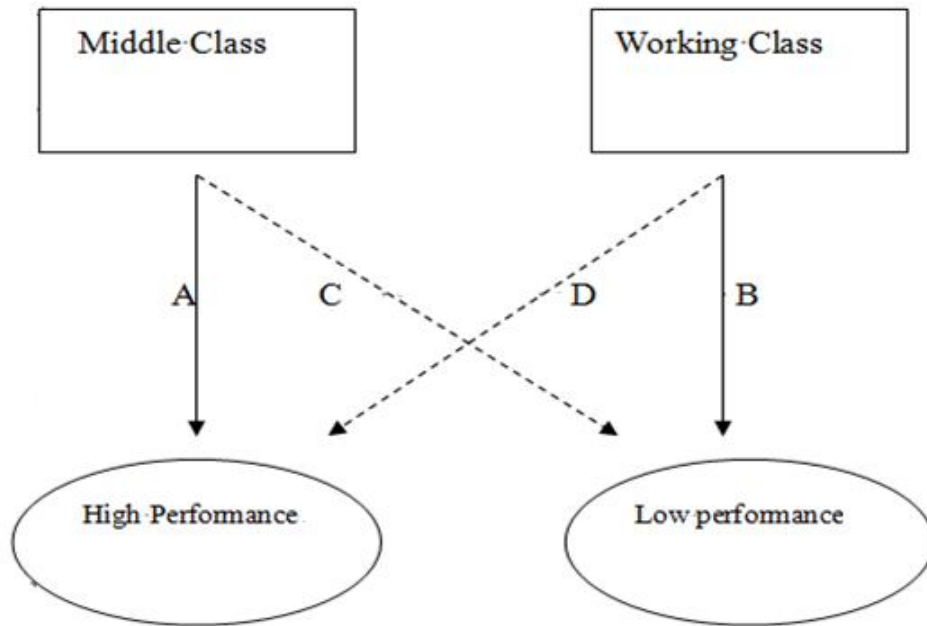 Middle Class
Working Class
A
C
D
B
High Performance
Low performance